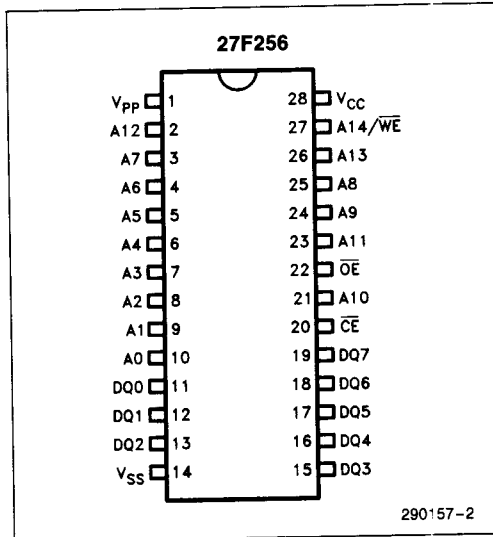 27F256
VPP 1 28 VCC
A12 2 27 A14/W̅E̅
A7 3 26 A13
A6 4 25 A8
A5 5 24 A9
A4 6 23 A11
A3 7 22 O̅E̅
A2 8 21 A10
A1 9 20 C̅E̅
A0 10 19 DQ7
DQ0 11 18 DQ6
DQ1 12 17 DQ5
DQ2 13 16 DQ4
VSS 14 15 DQ3
290157-2